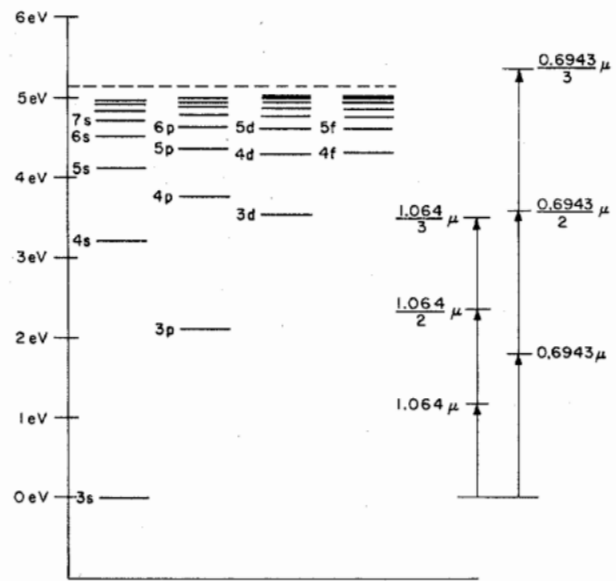 6eV
0.6943 μ
3
5eV
7s
6p
5d
5f
6s
5p
4d
4f
5s
4eV
4p
1.064 μ
3
0.6943 μ
2
3d
4s
3eV
1.064 μ
2
3p
2eV
0.6943 μ
1.064 μ
1eV
0eV
3s